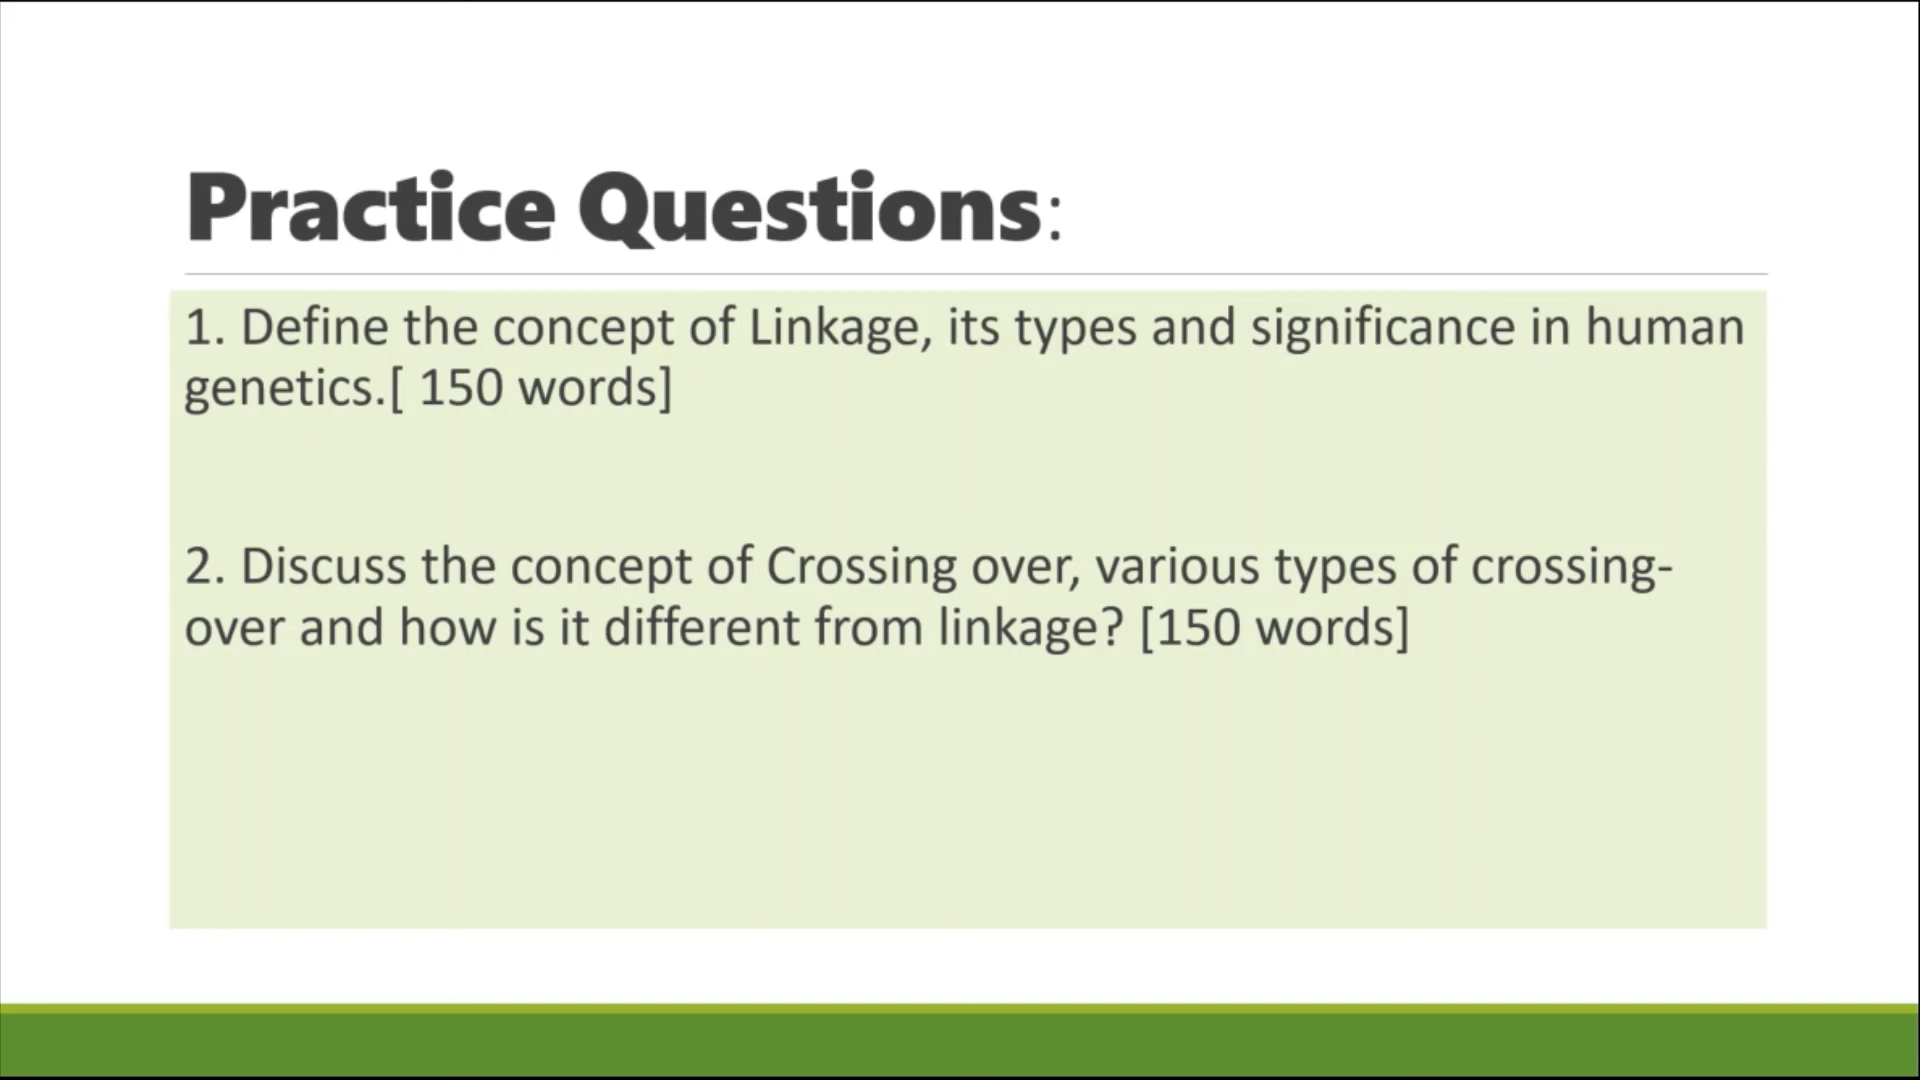 Practice Questions:
1. Define the concept of Linkage, its types and significance in human
genetics.[ 150 words]
2. Discuss the concept of Crossing over, various types of crossing-
over and how is it different from linkage? [150 words]